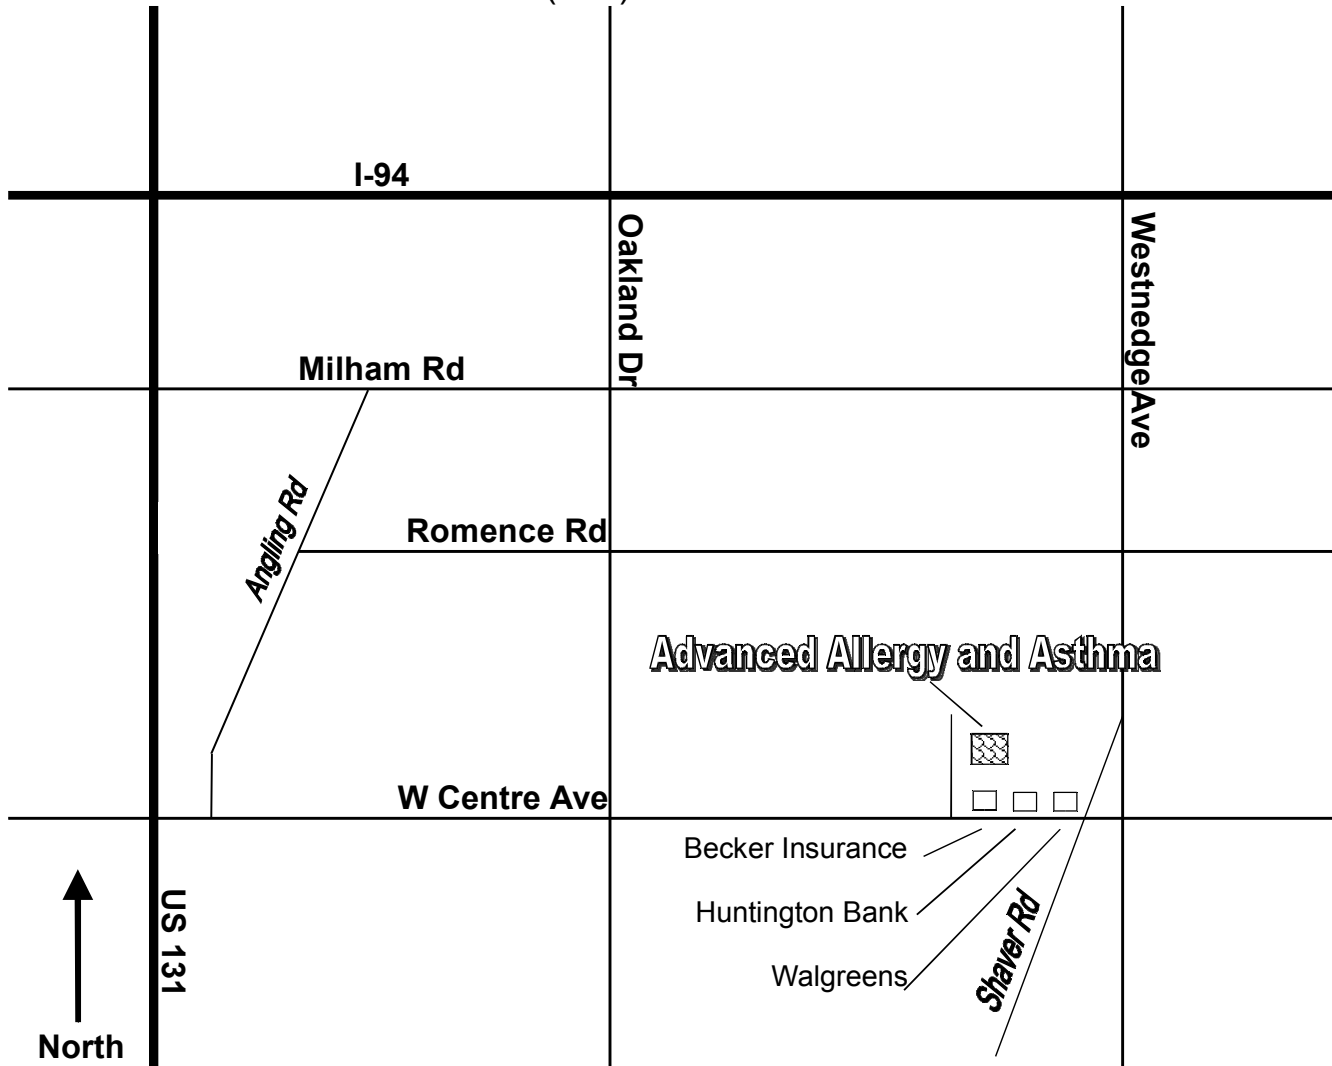 I-94
Oakland Dr
Westnedge Ave
Milham Rd
Angling Rd
Romence Rd
Advanced Allergy and Asthma
W Centre Ave
Becker Insurance
Huntington Bank
Walgreens
Shaver Rd
US 131
North